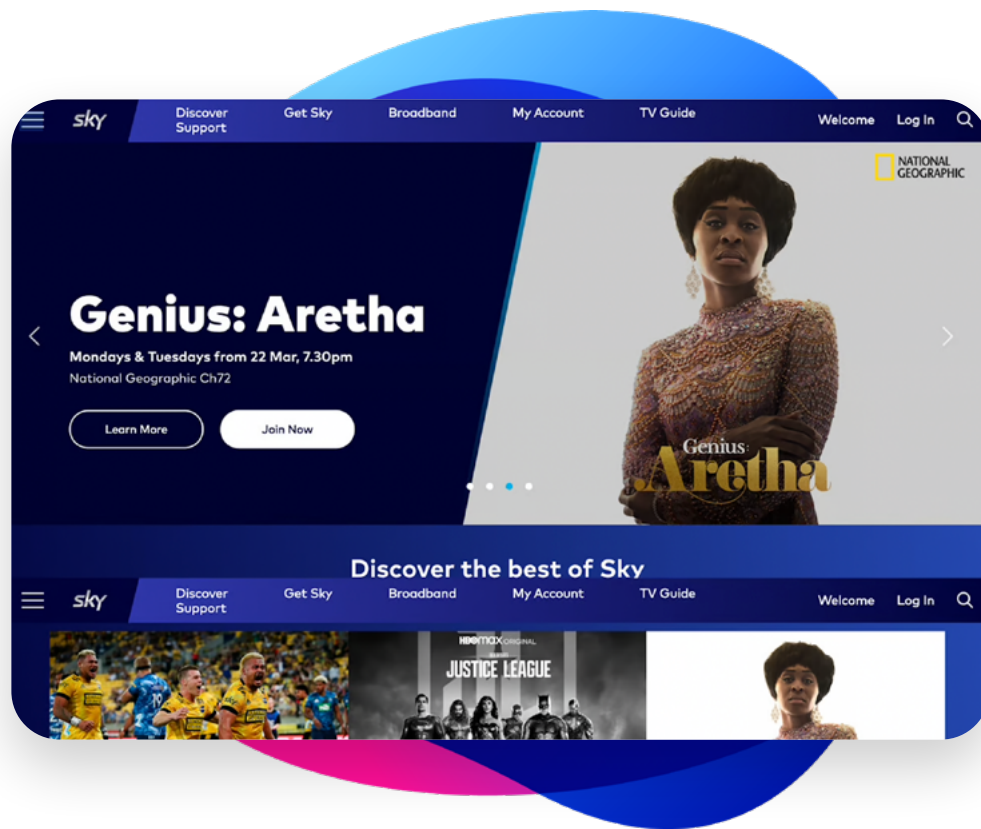 sky
Discover
Support
Get Sky
Broadband
My Account
TV Guide
Welcome
Log In
NATIONAL
GEOGRAPHIC
Genius: Aretha
Mondays & Tuesdays from 22 Mar, 7.30pm
National Geographic Ch72
Learn More
Join Now
Genius:
Aretha
Discover the best of Sky
sky
Discover
Support
Get Sky
Broadband
My Account
TV Guide
Welcome
Log In
HBOmax ORIGINAL
JUSTICE LEAGUE